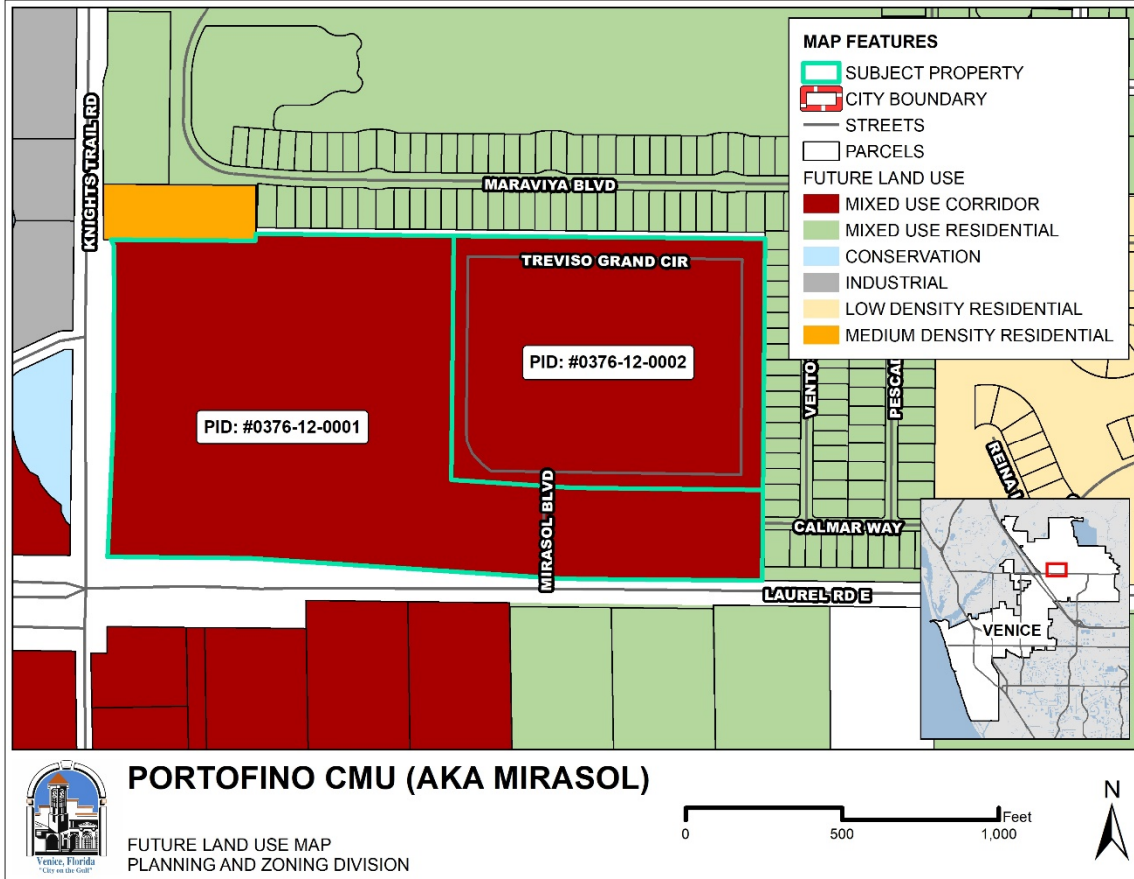 MAP FEATURES
SUBJECT PROPERTY
CITY BOUNDARY
STREETS
PARCELS
FUTURE LAND USE
MIXED USE CORRIDOR
MIXED USE RESIDENTIAL
CONSERVATION
INDUSTRIAL
LOW DENSITY RESIDENTIAL
MEDIUM DENSITY RESIDENTIAL
KNIGHTS TRAIL RD
MARAVIYA BLVD
TREVISO GRAND CIR
PID: #0376-12-0002
PID: #0376-12-0001
MIRASOL BLVD
VENTO
PESCA
REINA
CALMAR WAY
LAUREL RD E
VENICE
PORTOFINO CMU (AKA MIRASOL)
FUTURE LAND USE MAP
PLANNING AND ZONING DIVISION
Venice, Florida
"City on the Gulf"
0 500 1,000
Feet
N